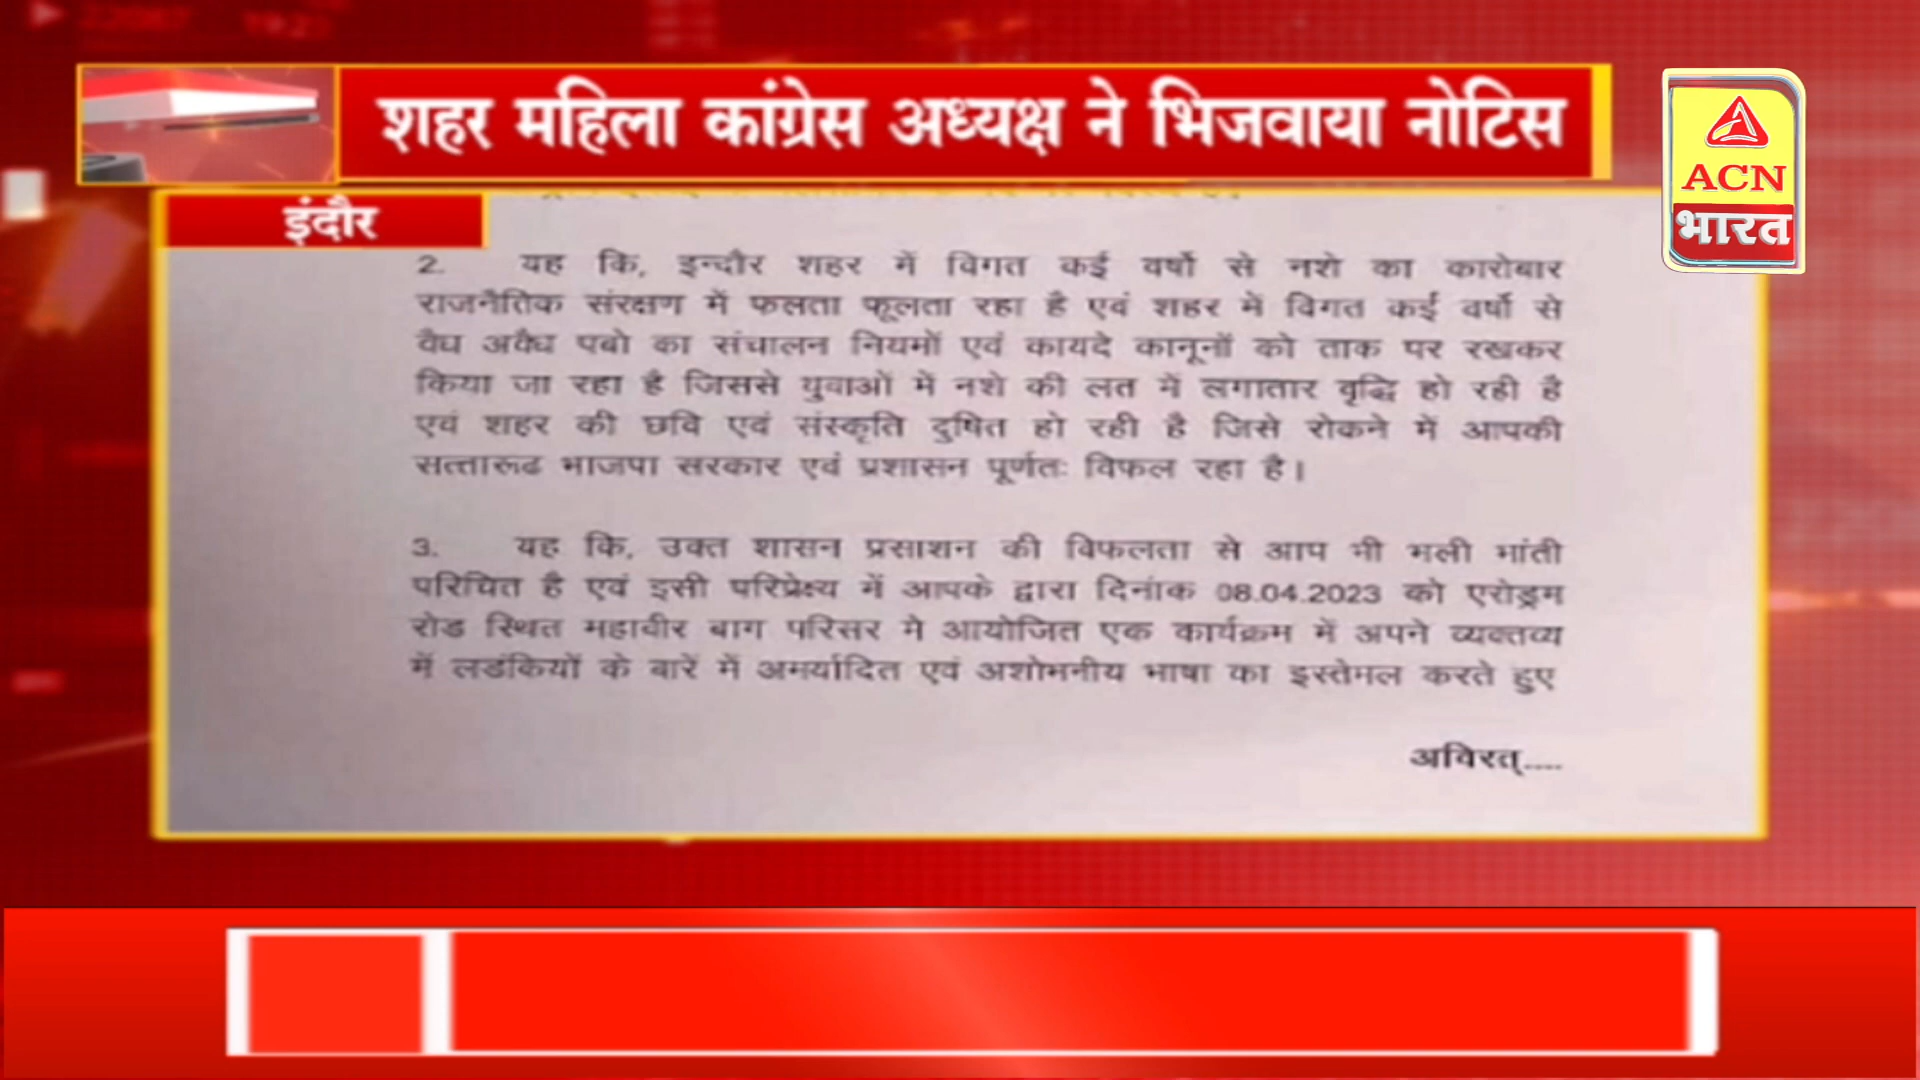 शहर महिला कांग्रेस अध्यक्ष ने भिजवाया नोटिस
ACN
भारत
इंदौर
2. यह कि, इन्दौर शहर में विगत कई वर्षो से नशे का कारोबार
राजनैतिक संरक्षण में फलता फूलता रहा है एवं शहर में विगत कई वर्षो से
वैध अवैध पबो का संचालन नियमों एवं कायदे कानूनों को ताक पर रखकर
किया जा रहा है जिससे युवाओं में नशे की लत में लगातार वृद्धि हो रही है
एवं शहर की छवि एवं संस्कृति दुषित हो रही है जिसे रोकने में आपकी
सत्तारूढ भाजपा सरकार एवं प्रशासन पूर्णतः विफल रहा है।
3. यह कि, उक्त शासन प्रसाशन की विफलता से आप भी भली भांती
परिचित है एवं इसी परिप्रेक्ष्य में आपके द्वारा दिनांक 08.04.2023 को एरोड्रम
रोड स्थित महावीर बाग परिसर मे आयोजित एक कार्यक्रम में अपने व्यक्तव्य
में लडंकियों के बारें में अमर्यादित एवं अशोभनीय भाषा का इस्तेमल करते हुए
अविरत्....